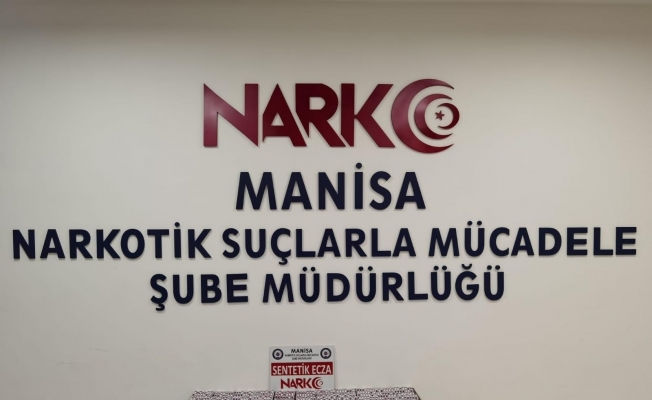 NARKO
MANİSA
NARKOTİK SUÇLARLA MÜCADELE
ŞUBE MÜDÜRLÜĞÜ
MANİSA
SENTETİK ECZA
NARKO